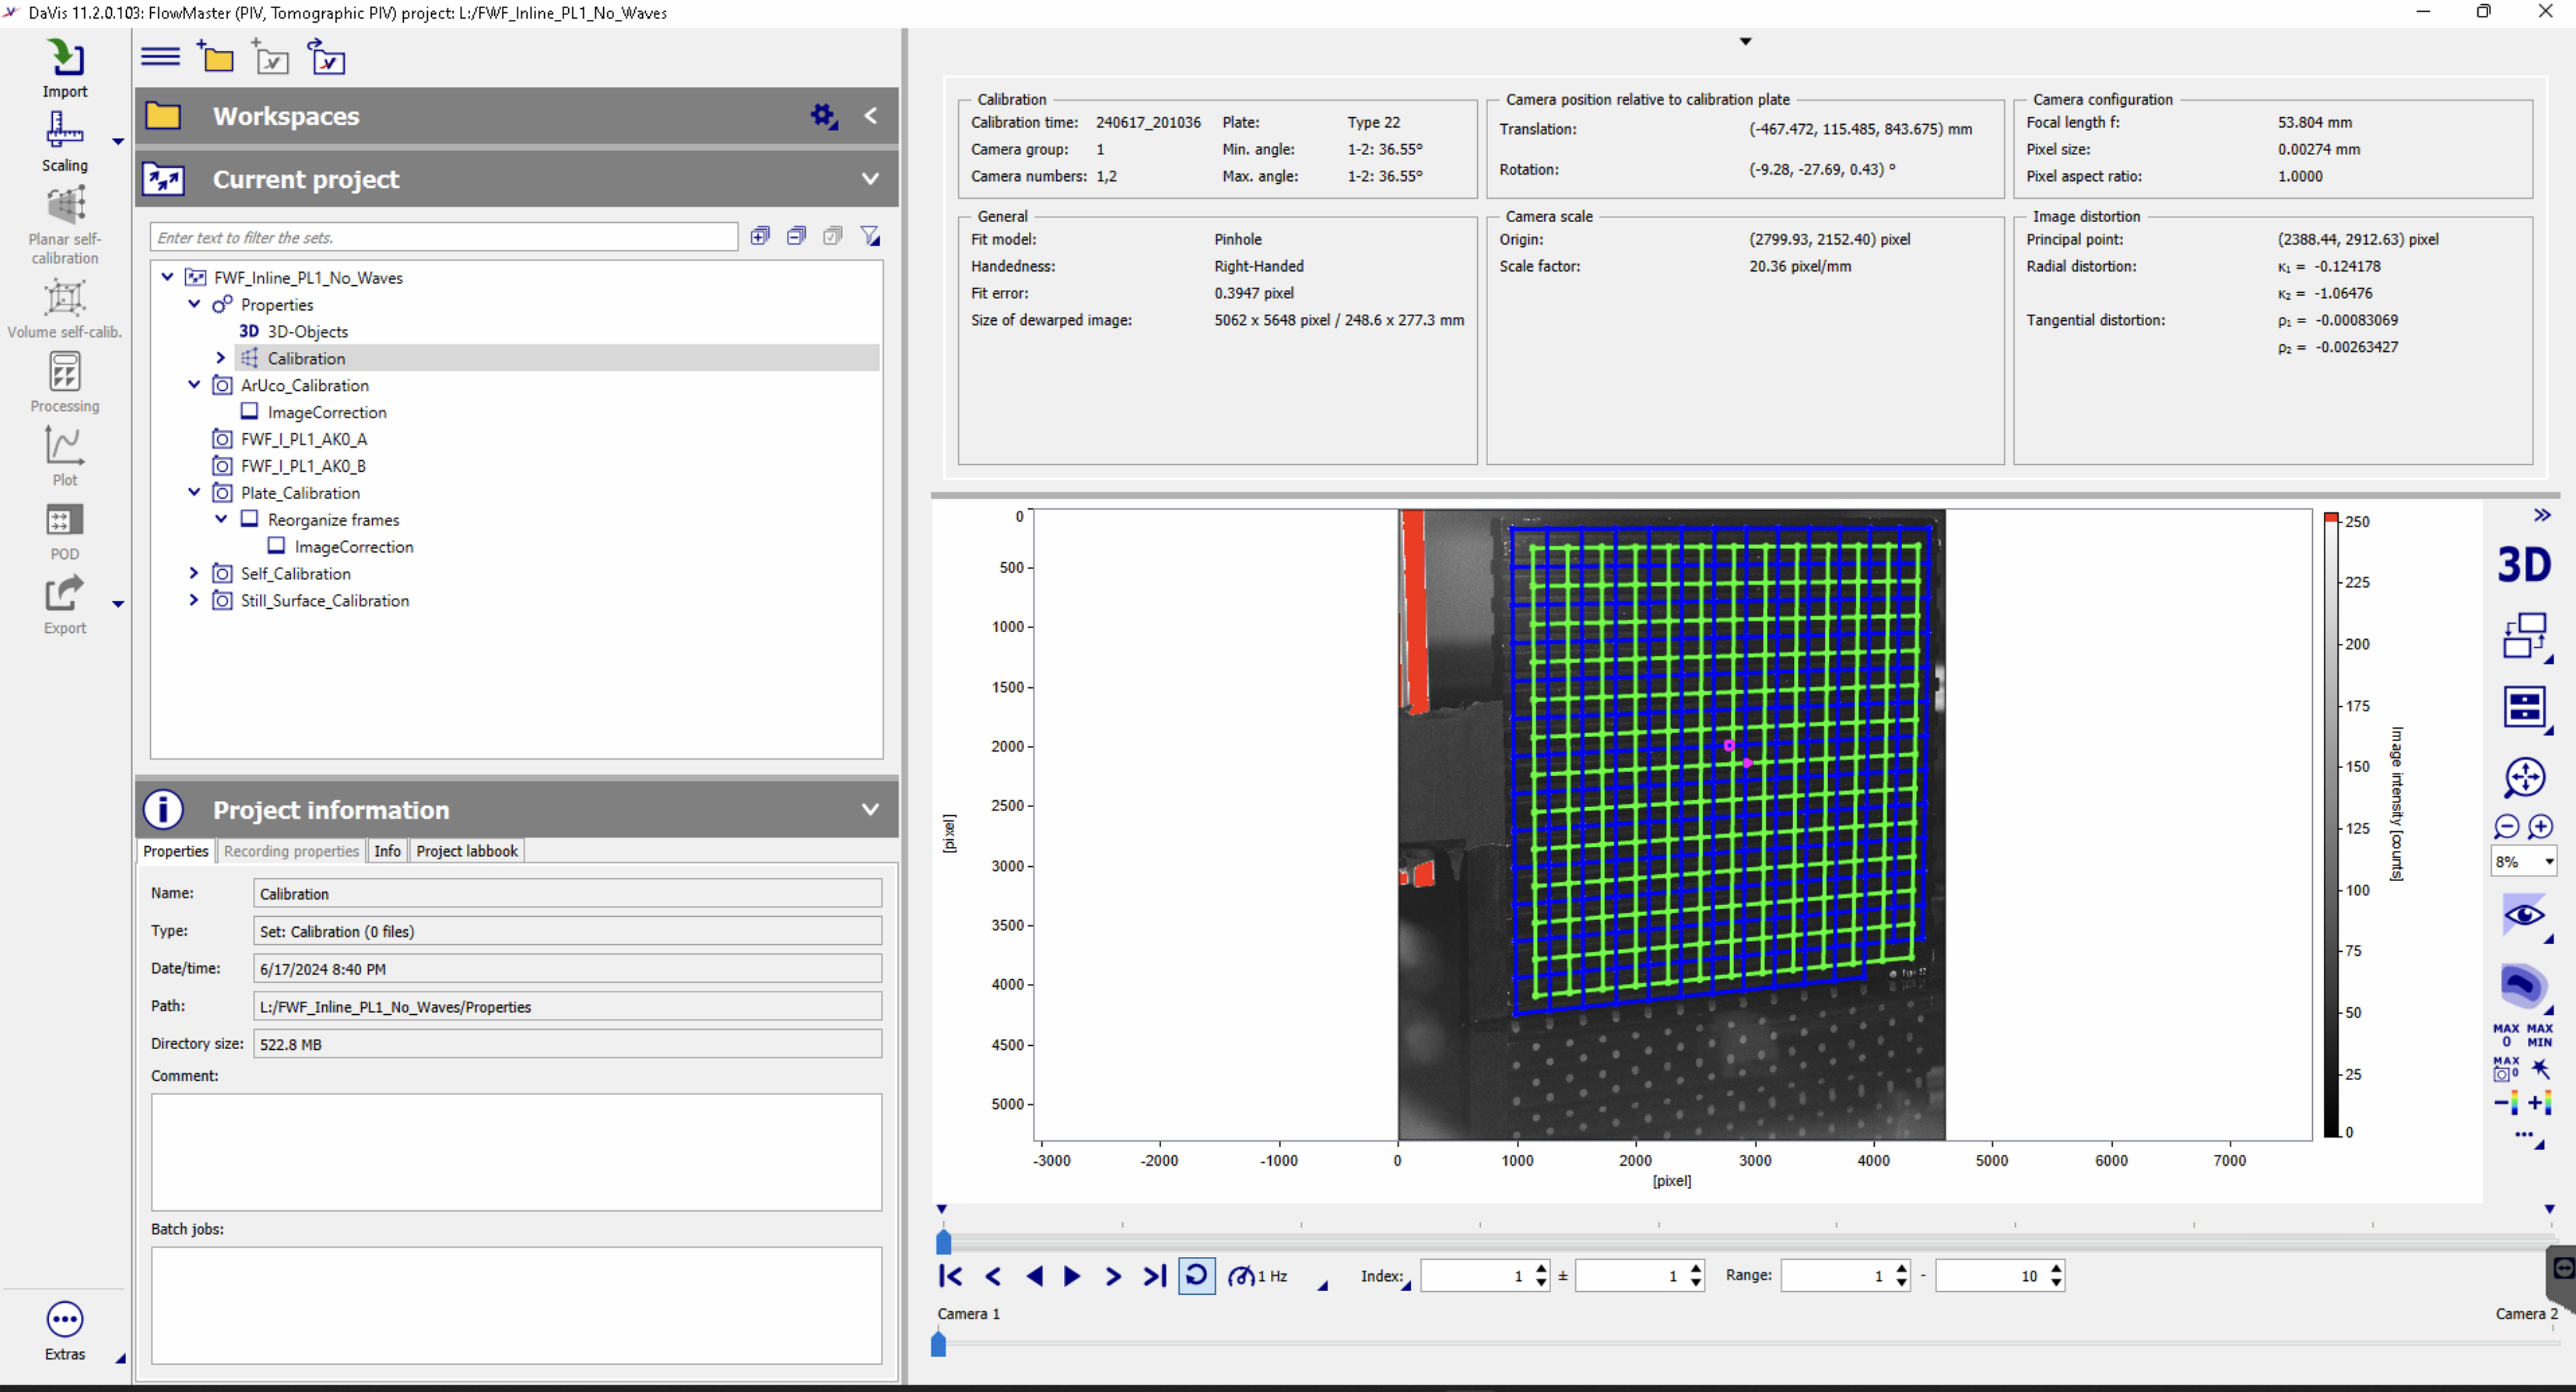 DaVis 11.2.0.103: FlowMaster (PIV, Tomographic PIV) project: L:/FWF_Inline_PL1_No_Waves
Import
Scaling
Planar self-
calibration
Volume self-calib.
Processing
Plot
POD
Export
Extras
Workspaces
Current project
Enter text to filter the sets.
FWF_Inline_PL1_No_Waves
Properties
3D 3D-Objects
Calibration
ArUco_Calibration
ImageCorrection
FWF_I_PL1_AK0_A
FWF_I_PL1_AK0_B
Plate_Calibration
Reorganize frames
ImageCorrection
Self_Calibration
Still_Surface_Calibration
Project information
Properties Recording properties Info Project labbook
Name: Calibration
Type: Set: Calibration (0 files)
Date/time: 6/17/2024 8:40 PM
Path: L:/FWF_Inline_PL1_No_Waves/Properties
Directory size: 522.8 MB
Comment:
Batch jobs:
Calibration
Calibration time: 240617_201036 Plate: Type 22
Camera group: 1 Min. angle: 1-2: 36.55°
Camera numbers: 1,2 Max. angle: 1-2: 36.55°
Camera position relative to calibration plate
Translation: (-467.472, 115.485, 843.675) mm
Rotation: (-9.28, -27.69, 0.43) °
Camera configuration
Focal length f: 53.804 mm
Pixel size: 0.00274 mm
Pixel aspect ratio: 1.0000
General
Fit model: Pinhole
Handedness: Right-Handed
Fit error: 0.3947 pixel
Size of dewarped image: 5062 x 5648 pixel / 248.6 x 277.3 mm
Camera scale
Origin: (2799.93, 2152.40) pixel
Scale factor: 20.36 pixel/mm
Image distortion
Principal point: (2388.44, 2912.63) pixel
Radial distortion: κ₁ = -0.124178
κ₂ = -1.06476
Tangential distortion: ρ₁ = -0.00083069
ρ₂ = -0.00263427
0
500
1000
1500
2000
2500
3000
3500
4000
4500
5000
[pixel]
-3000 -2000 -1000 0 1000 2000 3000 4000 5000 6000 7000
[pixel]
250
225
200
175
150
125
100
75
50
25
0
Image intensity [counts]
3D
8%
MAX MAX
0 MIN
MAX
0
1 Hz Index: 1 ± 1 Range: 1 - 10
Camera 1 Camera 2